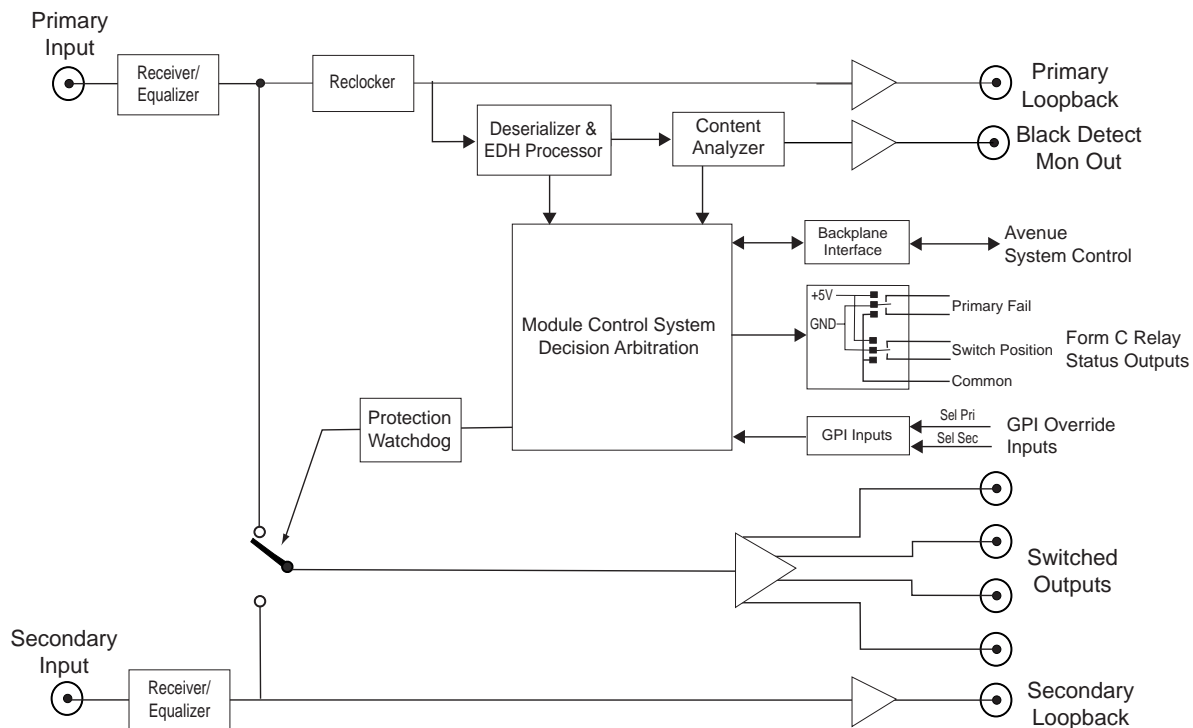 Primary
Input
Receiver/
Equalizer
Reclocker
Primary
Loopback
Deserializer &
EDH Processor
Content
Analyzer
Black Detect
Mon Out
Backplane
Interface
Avenue
System Control
Module Control System
Decision Arbitration
+5V
GND
Primary Fail
Switch Position
Common
Form C Relay
Status Outputs
Protection
Watchdog
GPI Inputs
Sel Pri
Sel Sec
GPI Override
Inputs
Switched
Outputs
Secondary
Input
Receiver/
Equalizer
Secondary
Loopback